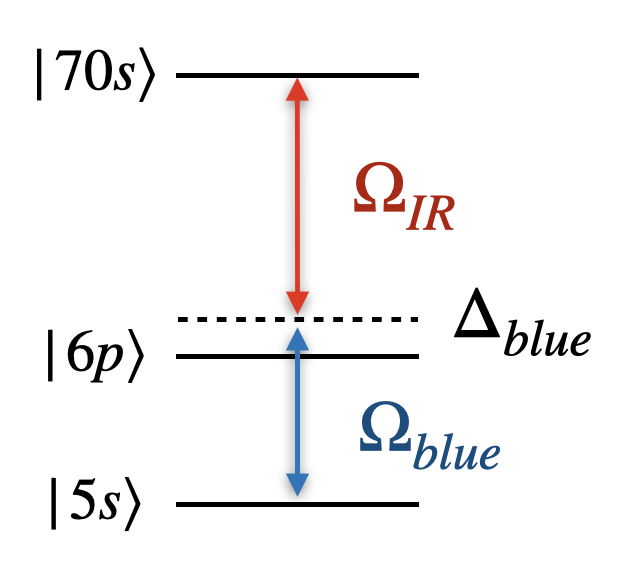 |70s⟩
Ω_IR
Δ_blue
|6p⟩
Ω_blue
|5s⟩